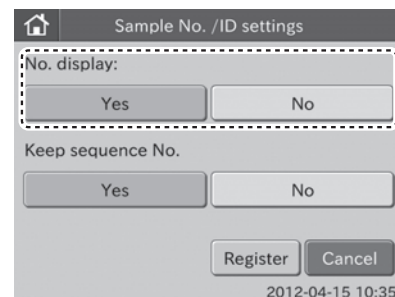 Sample No. /ID settings
No. display:
Yes No
Keep sequence No.
Yes No
Register Cancel
2012-04-15 10:35